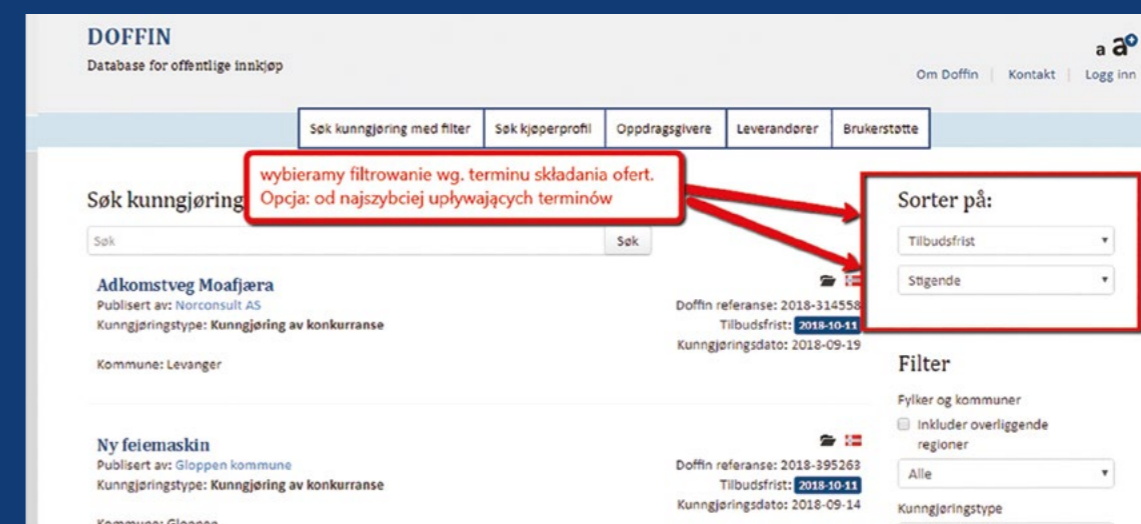 DOFFIN
Database for offentlige innkjøp
a a+
Om Doffin | Kontakt | Logg inn
Søk kunngjøring med filter
Søk kjøperprofil
Oppdragsgivere
Leverandører
Brukerstøtte
wybieramy filtrowanie wg. terminu składania ofert.
Opcja: od najszybciej upływających terminów
Søk kunngjøring
Søk
Søk
Adkomstveg Moafjæra
Publisert av: Norconsult AS
Kunngjøringstype: Kunngjøring av konkurranse
Kommune: Levanger
Doffin referanse: 2018-314558
Tilbudsfrist: 2018-10-11
Kunngjøringsdato: 2018-09-19
Ny feiemaskin
Publisert av: Gloppen kommune
Kunngjøringstype: Kunngjøring av konkurranse
Kommune: Gloppen
Doffin referanse: 2018-395263
Tilbudsfrist: 2018-10-11
Kunngjøringsdato: 2018-09-14
Sorter på:
Tilbudsfrist
Stigende
Filter
Fylker og kommuner
Inkluder overliggende
regioner
Alle
Kunngjøringstype